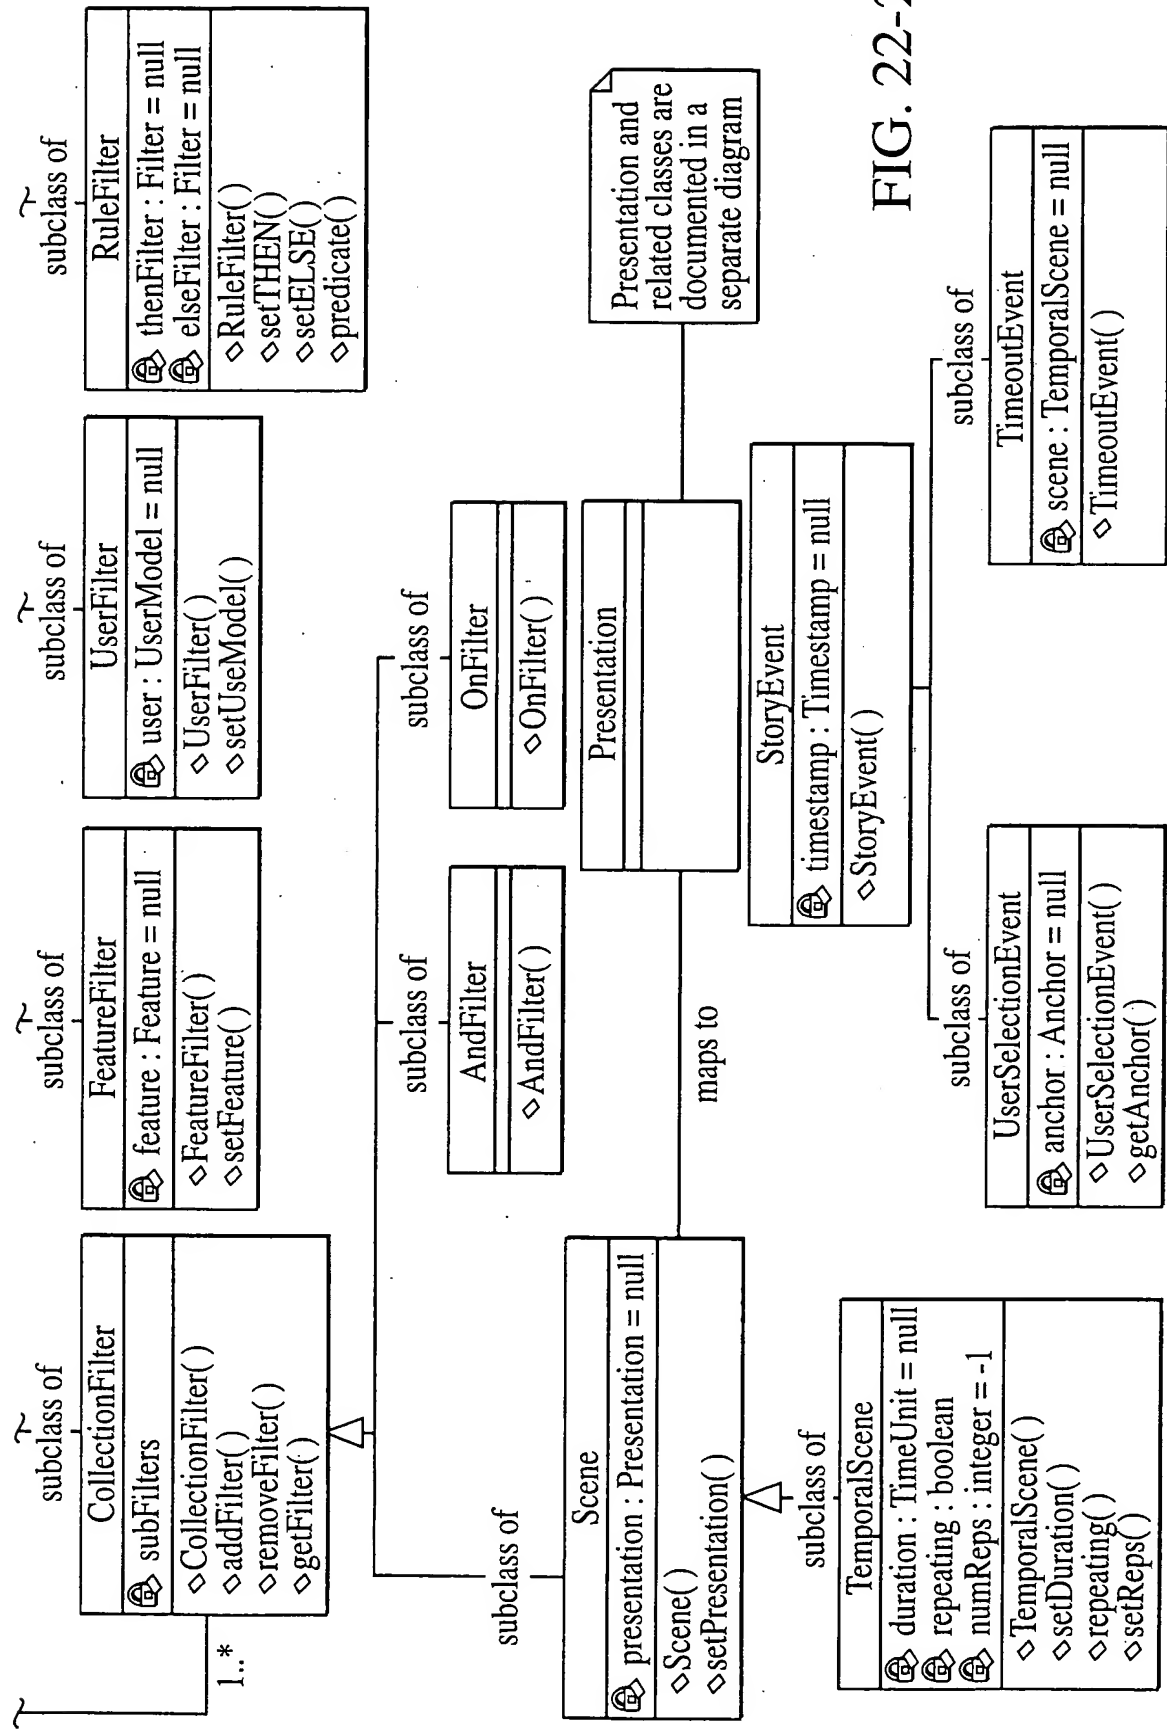 subclass of
CollectionFilter
subFilters
CollectionFilter( )
addFilter( )
removeFilter( )
getFilter( )
1..*
subclass of
FeatureFilter
feature : Feature = null
FeatureFilter( )
setFeature( )
subclass of
UserFilter
user : UserModel = null
UserFilter( )
setUseModel( )
subclass of
RuleFilter
thenFilter : Filter = null
elseFilter : Filter = null
RuleFilter( )
setTHEN( )
setELSE( )
predicate( )
subclass of
Scene
presentation : Presentation = null
Scene( )
setPresentation( )
subclass of
AndFilter
AndFilter( )
subclass of
OnFilter
OnFilter( )
maps to
Presentation
Presentation and
related classes are
documented in a
separate diagram
subclass of
TemporalScene
duration : TimeUnit = null
repeating : boolean
numReps : integer = -1
TemporalScene( )
setDuration( )
repeating( )
setReps( )
StoryEvent
timestamp : Timestamp = null
StoryEvent( )
subclass of
UserSelectionEvent
anchor : Anchor = null
UserSelectionEvent( )
getAnchor( )
subclass of
TimeoutEvent
scene : TemporalScene = null
TimeoutEvent( )
FIG. 22-2